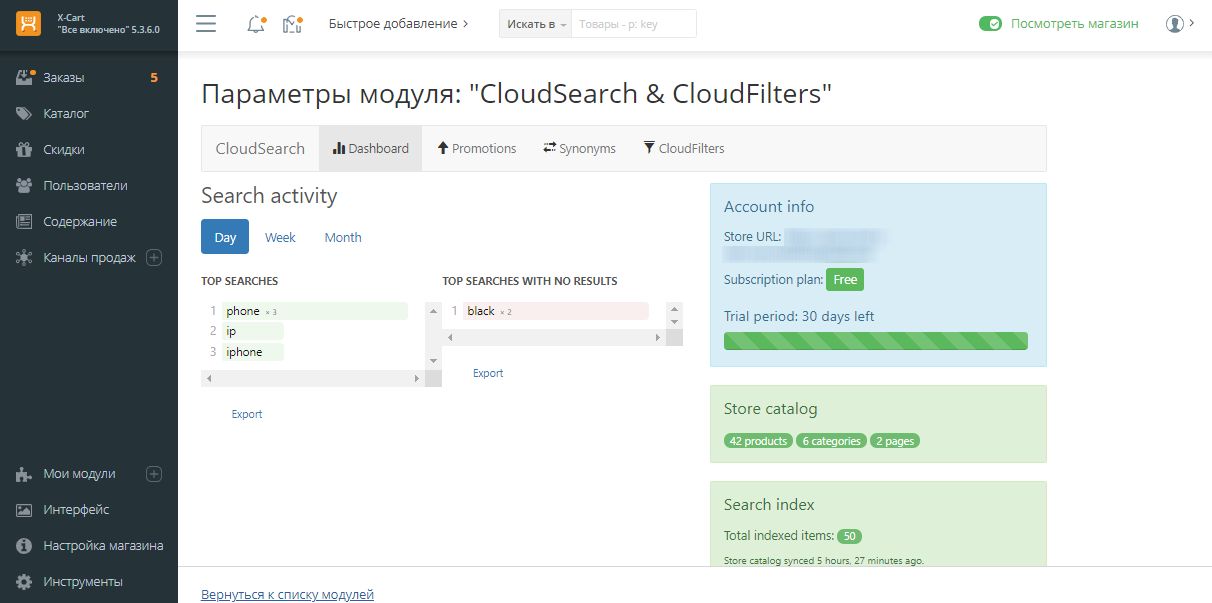 X-Cart
"Все включено" 5.3.6.0
Быстрое добавление
Искать в
Товары - p: key
Посмотреть магазин
Заказы 5
Каталог
Скидки
Пользователи
Содержание
Каналы продаж
Мои модули
Интерфейс
Настройка магазина
Инструменты
Параметры модуля: "CloudSearch & CloudFilters"
CloudSearch Dashboard Promotions Synonyms CloudFilters
Search activity
Day Week Month
TOP SEARCHES
1 phone × 3
2 ip
3 iphone
Export
TOP SEARCHES WITH NO RESULTS
1 black × 2
Export
Account info
Store URL:
Subscription plan: Free
Trial period: 30 days left
Store catalog
42 products 6 categories 2 pages
Search index
Total indexed items: 50
Store catalog synced 5 hours, 27 minutes ago.
Вернуться к списку модулей